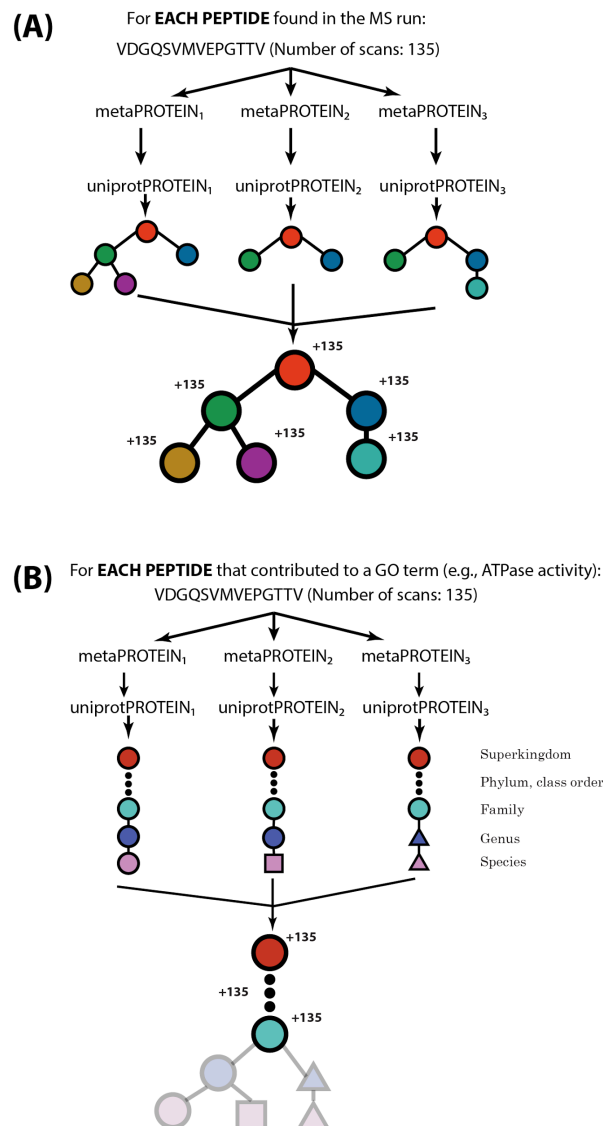 (A)
For EACH PEPTIDE found in the MS run:
VDGQSVMVEPGTTV (Number of scans: 135)
metaPROTEIN₁ metaPROTEIN₂ metaPROTEIN₃
uniprotPROTEIN₁ uniprotPROTEIN₂ uniprotPROTEIN₃
+135
+135 +135
+135 +135 +135
(B)
For EACH PEPTIDE that contributed to a GO term (e.g., ATPase activity):
VDGQSVMVEPGTTV (Number of scans: 135)
metaPROTEIN₁ metaPROTEIN₂ metaPROTEIN₃
uniprotPROTEIN₁ uniprotPROTEIN₂ uniprotPROTEIN₃
Superkingdom
Phylum, class order
Family
Genus
Species
+135
+135
+135